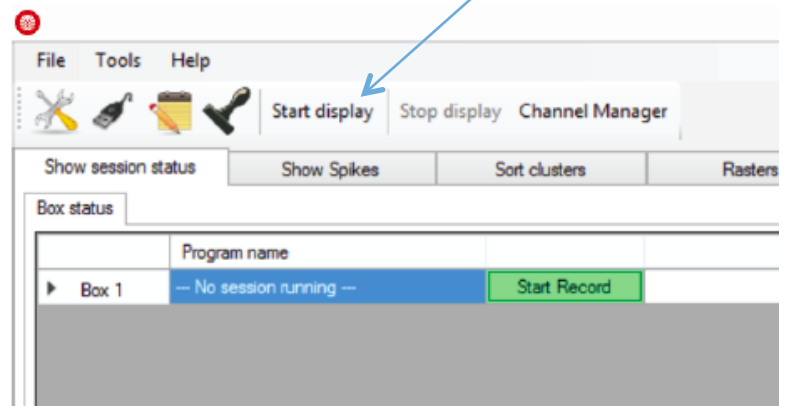 File Tools Help
Start display Stop display Channel Manager
Show session status Show Spikes Sort clusters Rasters
Box status
Program name
Box 1 --- No session running --- Start Record